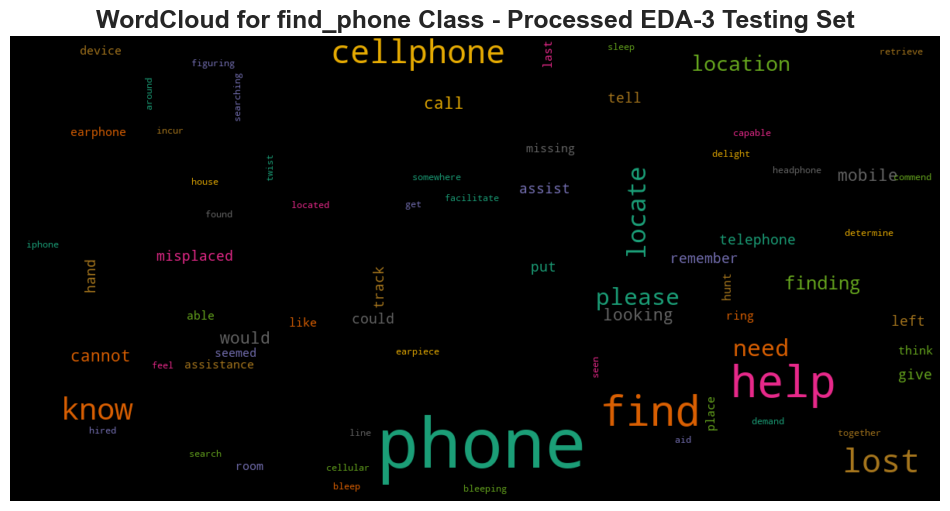 WordCloud for find_phone Class - Processed EDA-3 Testing Set
device
figuring
cellphone
last
sleep
location
retrieve
around
searching
call
tell
earphone
incur
capable
missing
delight
twist
house
somewhere
assist
locate
headphone
mobile
commend
found
located
get
facilitate
iphone
misplaced
telephone
determine
hand
track
put
remember
finding
hunt
please
able
like
could
looking
ring
left
would
cannot
seemed
earpiece
need
think
feel
assistance
seen
help
give
know
find
place
demand
hired
line
phone
aid
together
search
room
cellular
lost
bleep
bleeping